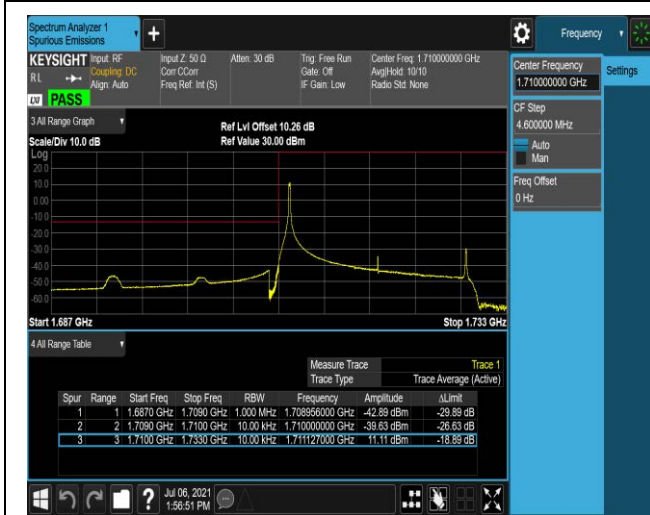 Spectrum Analyzer 1
Spurious Emissions
+
Frequency
KEYSIGHT Input: RF Input Z: 50 Ω Atten: 30 dB Trig: Free Run Center Freq: 1.710000000 GHz
RL Coupling: DC Corr CCorr Gate: Off Avg|Hold: 10/10
Align: Auto Freq Ref: Int (S) IF Gain: Low Radio Std: None
LXI PASS
Center Frequency
1.710000000 GHz
Settings
CF Step
4.600000 MHz
Auto
Man
Freq Offset
0 Hz
3 All Range Graph
Ref Lvl Offset 10.26 dB
Scale/Div 10.0 dB Ref Value 30.00 dBm
Log
20.0
10.0
0.00
-10.0
-20.0
-30.0
-40.0
-50.0
-60.0
Start 1.687 GHz Stop 1.733 GHz
4 All Range Table
Measure Trace Trace 1
Trace Type Trace Average (Active)
Spur Range Start Freq Stop Freq RBW Frequency Amplitude ΔLimit
1 1 1.6870 GHz 1.7090 GHz 1.000 MHz 1.708956000 GHz -42.89 dBm -29.89 dB
2 2 1.7090 GHz 1.7100 GHz 10.00 kHz 1.710000000 GHz -39.63 dBm -26.63 dB
3 3 1.7100 GHz 1.7330 GHz 10.00 kHz 1.711127000 GHz 11.11 dBm -18.89 dB
? Jul 06, 2021
1:56:51 PM